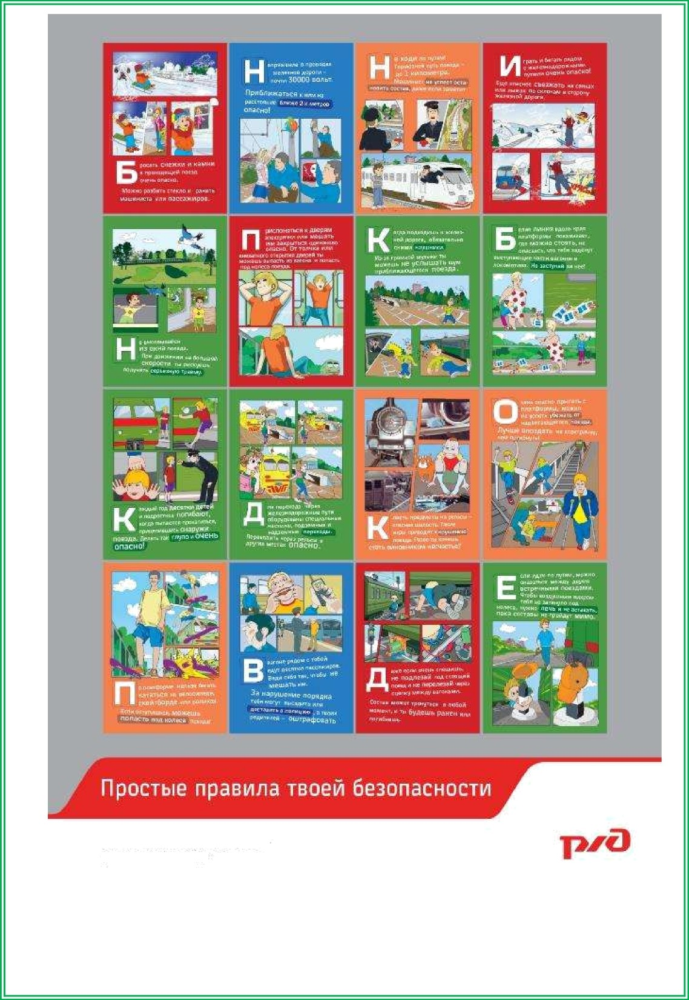 Бросать снежки и камни
в проходящий поезд
очень опасно.
Можно разбить стекло и ранить
машиниста или пассажиров.
Напряжение в проводах
железной дороги –
почти 30000 вольт.
Приближаться к ним на
расстояние ближе 2-х метров
опасно!
Не ходи по путям!
Тормозной путь поезда –
до 1 километра.
Машинист не успеет оста-
новить состав, даже если заметит
Играть и бегать рядом
с железнодорожными
путями очень опасно!
Еще опаснее съезжать на санках
или лыжах по склонам в сторону
железной дороги.
Не высовывайся
из окна поезда.
При движении на большой
скорости ты рискуешь
получить серьезную травму.
Прислоняться к дверям
электрички или мешать
им закрыться одинаково
опасно. От толчка или
внезапного открытия дверей ты
можешь выпасть из вагона и попасть
под колеса поезда.
Когда подходишь к желез-
ной дороге, обязательно
сними наушники.
Из-за громкой музыки ты
можешь не услышать шум
приближающегося поезда.
Белая линия вдоль края
платформы показывает,
где можно стоять, не
опасаясь, что тебя заденут
выступающие части вагонов и
локомотива. Не заступай за нее!
Каждый год десятки детей
и подростков погибают,
когда пытаются прокатиться,
прицепившись снаружи
поезда. Делать так глупо и очень
опасно!
Для перехода через
железнодорожные пути
оборудованы специальные
настилы, подземные и
надземные переходы.
Переходить через рельсы в
других местах опасно.
Класть предметы на рельсы –
опасная шалость. Такие
игры приводят к крушению
поезда. Разве ты хочешь
стать виновником несчастья?
Очень опасно прыгать с
платформы, можно
не успеть убежать от
надвигающегося поезда.
Лучше опоздать на электричку,
чем погибнуть!
По платформе нельзя бегать
кататься на велосипеде,
скейтборде или роликах.
Если оступишься, можешь
попасть под колеса поезда!
В вагоне рядом с тобой
едут десятки пассажиров.
Веди себя так, чтобы не
мешать им.
За нарушение порядка
тебя могут высадить или
доставить в полицию, а твоих
родителей – оштрафовать
Даже если очень спешишь,
не подлезай под стоящий
поезд и не перелезай через
сцепку между вагонами.
Состав может тронуться в любой
момент, и ты будешь ранен или
погибнешь.
Если идти по путям, можно
оказаться между двумя
встречными поездами.
Чтобы воздушным вихрем
тебя не затянуло под
колеса, нужно лечь и не вставать,
пока составы не пройдут мимо.
Простые правила твоей безопасности
ржд